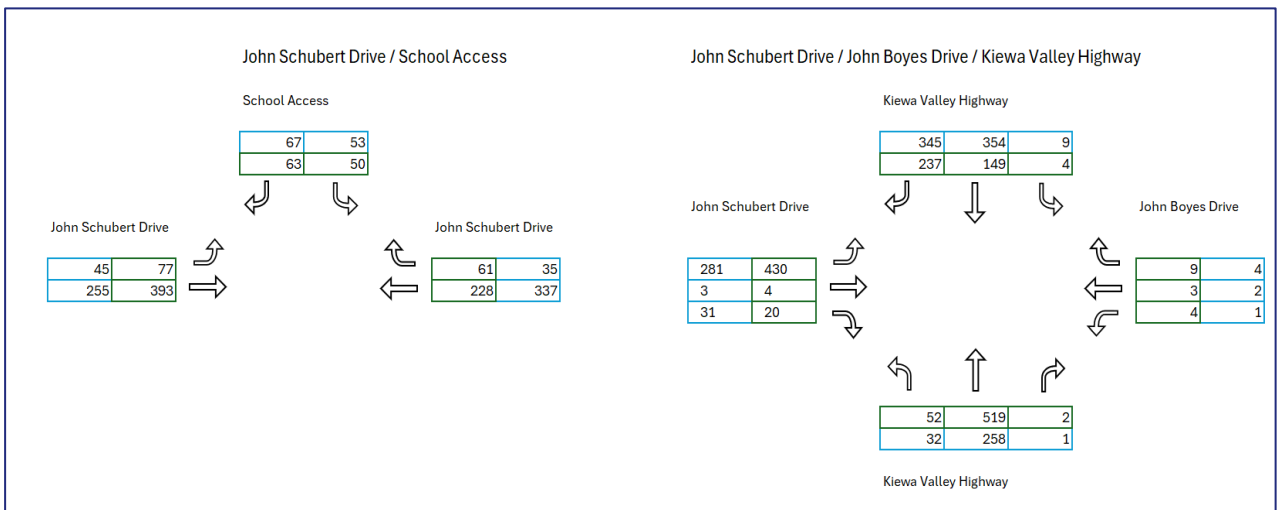 John Schubert Drive / School Access
School Access
67 53
63 50
John Schubert Drive
45 77
255 393
John Schubert Drive
61 35
228 337
John Schubert Drive / John Boyes Drive / Kiewa Valley Highway
Kiewa Valley Highway
345 354 9
237 149 4
John Schubert Drive
281 430
3 4
31 20
John Boyes Drive
9 4
3 2
4 1
52 519 2
32 258 1
Kiewa Valley Highway